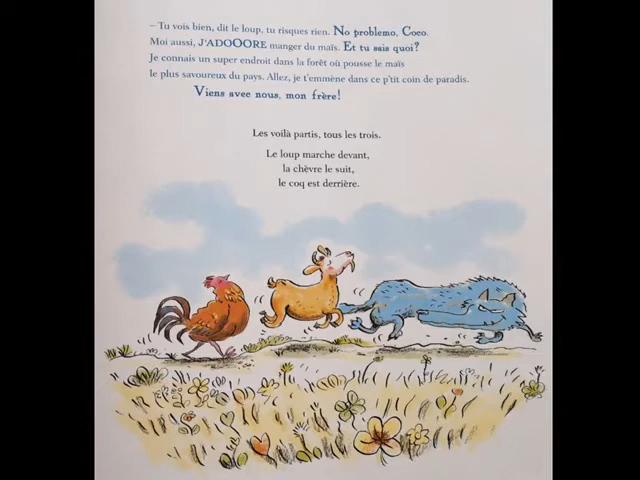 – Tu vois bien, dit le loup, tu risques rien. No problemo, Coco.
Moi aussi, J'ADOOORE manger du maïs. Et tu sais quoi?
Je connais un super endroit dans la forêt où pousse le maïs
le plus savoureux du pays. Allez, je t'emmène dans ce p'tit coin de paradis.
Viens avec nous, mon frère!
Les voilà partis, tous les trois.
Le loup marche devant,
la chèvre le suit,
le coq est derrière.